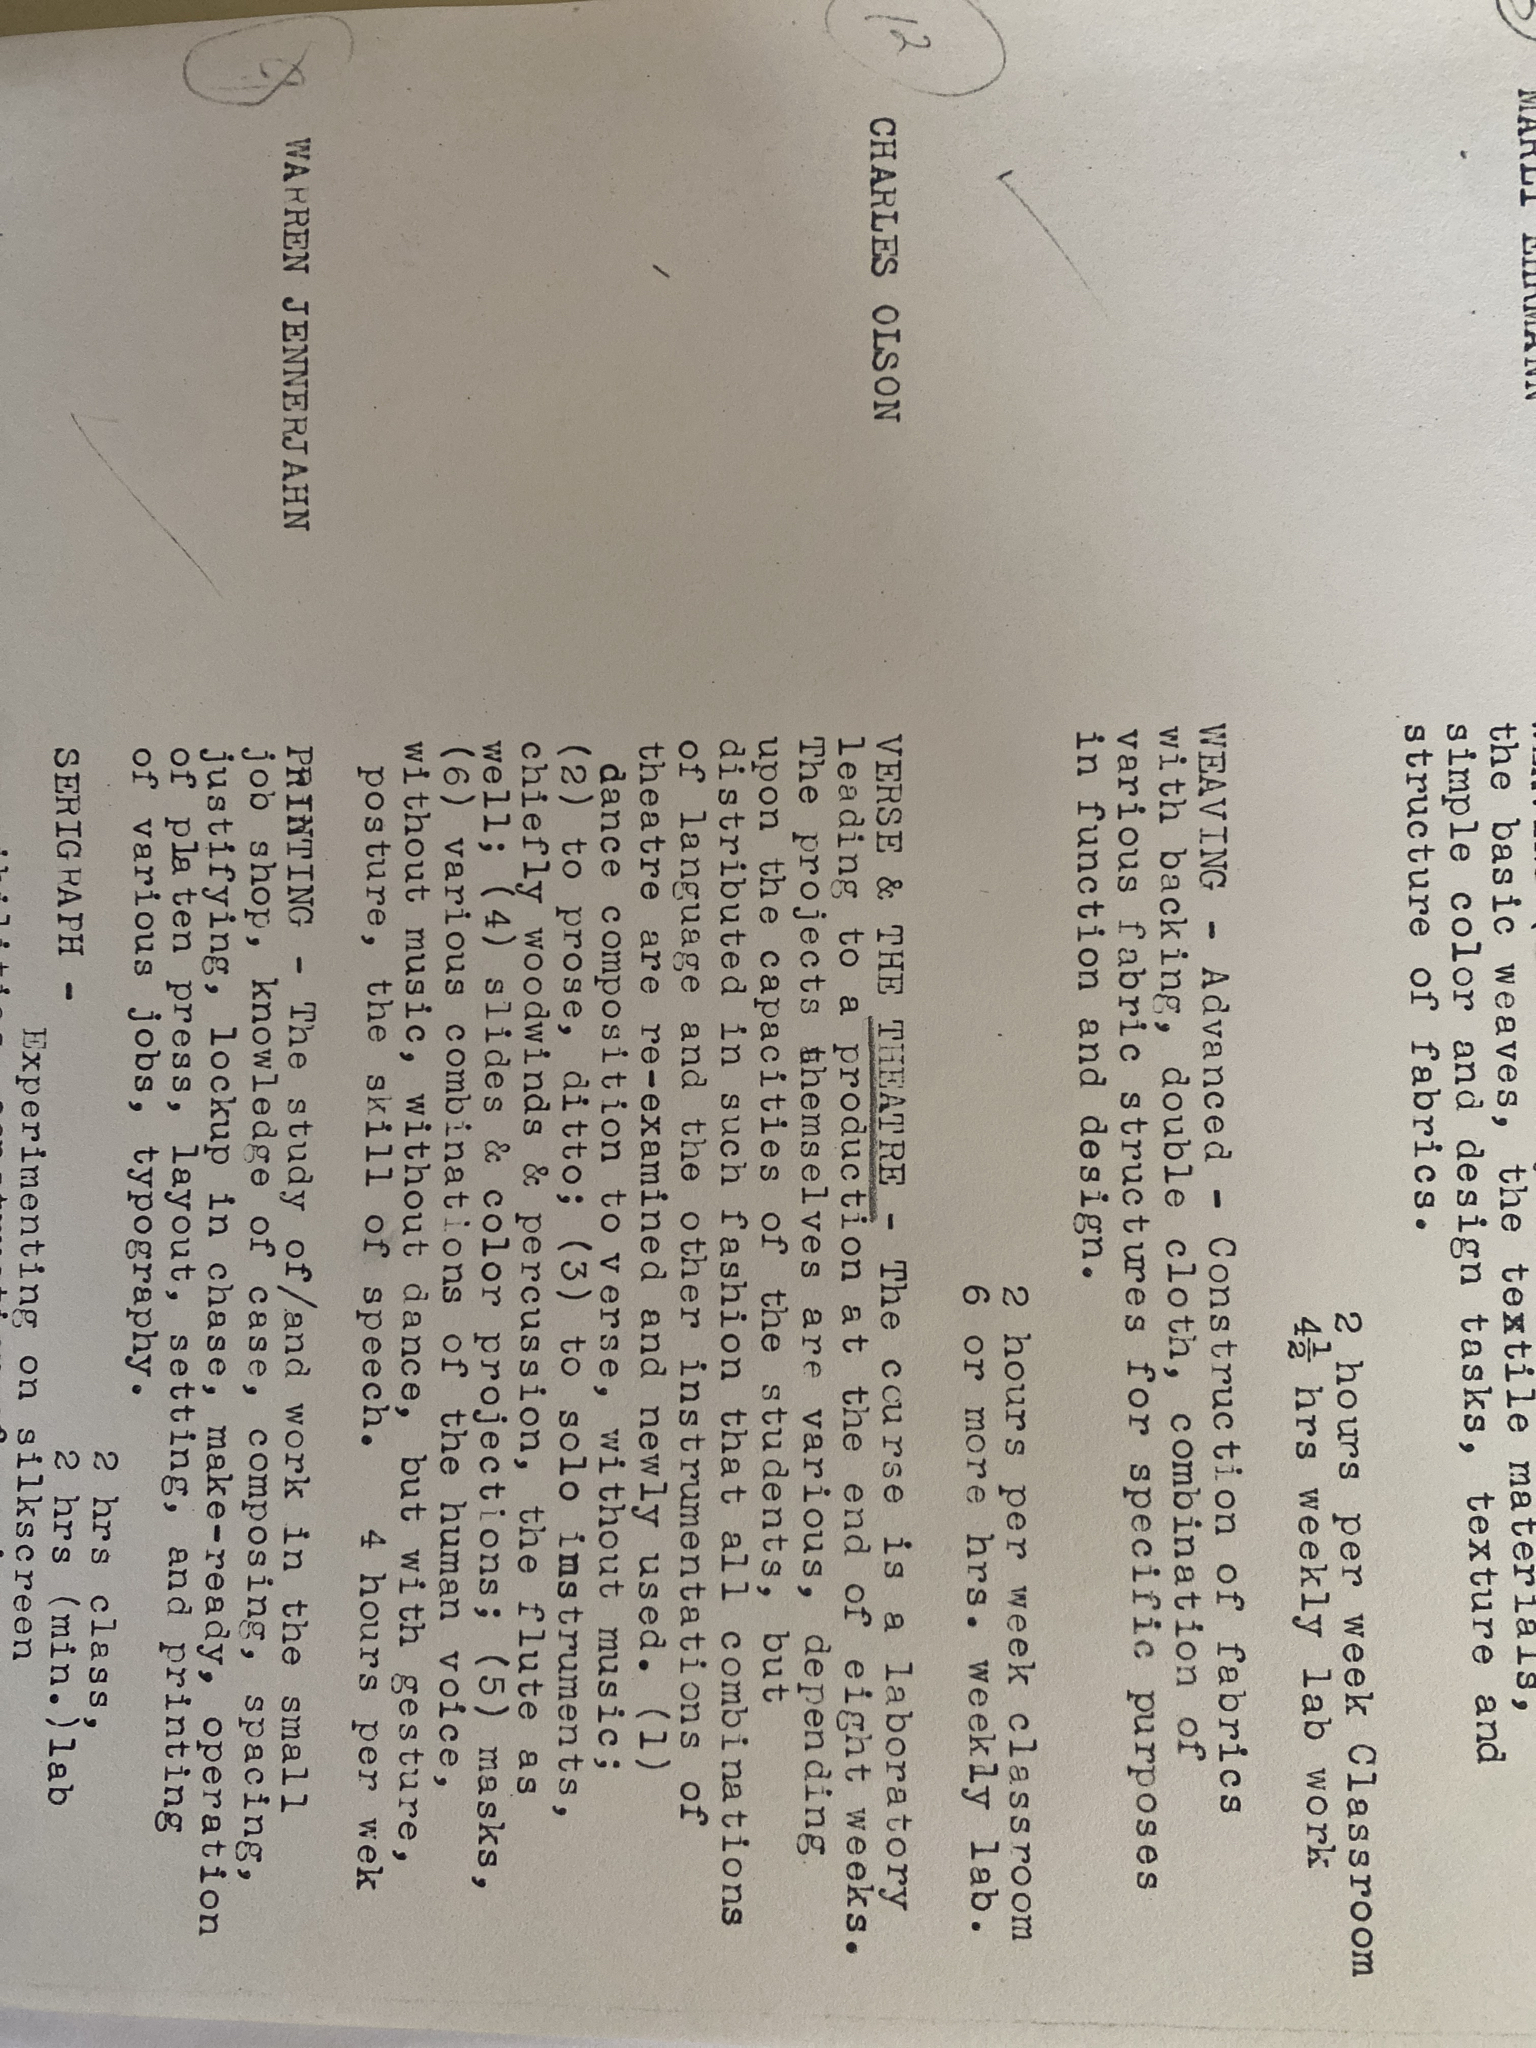 MARLI EHRMANN
the basic weaves, the textile materials,
simple color and design tasks, texture and
structure of fabrics.
2 hours per week Classroom
4½ hrs weekly lab work
WEAVING - Advanced - Construction of fabrics
with backing, double cloth, combination of
various fabric structures for specific purposes
in function and design.
2 hours per week classroom
6 or more hrs. weekly lab.
12
CHARLES OLSON
VERSE & THE THEATRE - The course is a laboratory
leading to a production at the end of eight weeks.
The projects themselves are various, depending
upon the capacities of the students, but
distributed in such fashion that all combinations
of language and the other instrumentations of
theatre are re-examined and newly used. (1)
dance composition to verse, without music;
(2) to prose, ditto; (3) to solo instruments,
chiefly woodwinds & percussion, the flute as
well; (4) slides & color projections; (5) masks,
(6) various combinations of the human voice,
without music, without dance, but with gesture,
posture, the skill of speech. 4 hours per wek
WARREN JENNERJAHN
PRINTING - The study of/and work in the small
job shop, knowledge of case, composing, spacing,
justifying, lockup in chase, make-ready, operation
of platen press, layout, setting, and printing
of various jobs, typography.
2 hrs class,
SERIGRAPH - 2 hrs (min.)lab
Experimenting on silkscreen